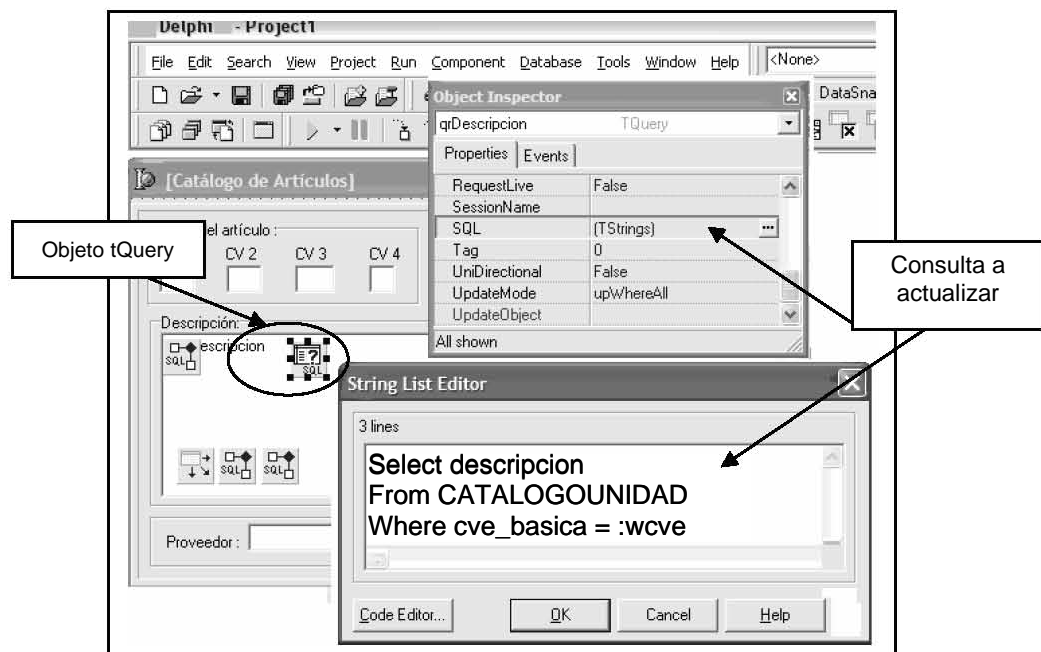 Delphi - Project1
File Edit Search View Project Run Component Database Tools Window Help
<None>
Object Inspector
DataSna
qrDescripcion TQuery
Properties Events
RequestLive False
SessionName
SQL (TStrings) ...
Tag 0
UniDirectional False
UpdateMode upWhereAll
UpdateObject
All shown
[Catálogo de Artículos]
el artículo :
CV 2 CV 3 CV 4
Objeto tQuery
Consulta a
actualizar
Descripción:
escripcion
SQL
SQL
SQL SQL
Proveedor :
String List Editor
3 lines
Select descripcion
From CATALOGOUNIDAD
Where cve_basica = :wcve
Code Editor... OK Cancel Help